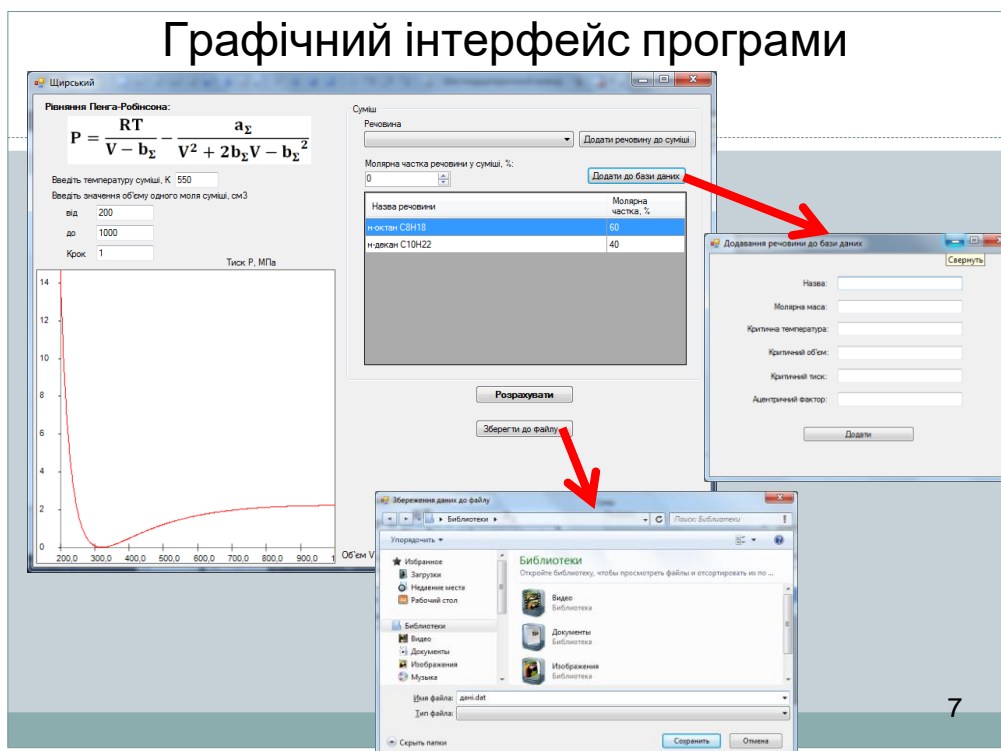 Графічний інтерфейс програми
Щирський
Рівняння Пенга-Робінсона:
P = RT / (V − b_Σ) − a_Σ / (V² + 2b_ΣV − b_Σ²)
Введіть температуру суміші, К 550
Введіть значення об'єму одного моля суміші, см3
від 200
до 1000
Крок 1
Суміш
Речовина
Додати речовину до суміші
Молярна частка речовини у суміші, %:
0
Додати до бази даних
Назва речовини Молярна частка, %
н-октан C8H18 60
н-декан C10H22 40
Розрахувати
Зберегти до файлу
Тиск P, МПа
14
12
10
8
6
4
2
0
200,0 300,0 400,0 500,0 600,0 700,0 800,0 900,0 1
Об'єм V
Додавання речовини до бази даних
Свернуть
Назва:
Молярна маса:
Критична температура:
Критичний об'єм:
Критичний тиск:
Ацентричний фактор:
Додати
Збереження даних до файлу
Библиотеки
Поиск: Библиотеки
Упорядочить
Избранное
Загрузки
Недавние места
Рабочий стол
Библиотеки
Видео
Документы
Изображения
Музыка
Библиотеки
Откройте библиотеку, чтобы просмотреть файлы и отсортировать их по ...
Видео
Библиотека
Документы
Библиотека
Изображения
Библиотека
Имя файла: дані.dat
Тип файла:
Скрыть папки
Сохранить Отмена
7